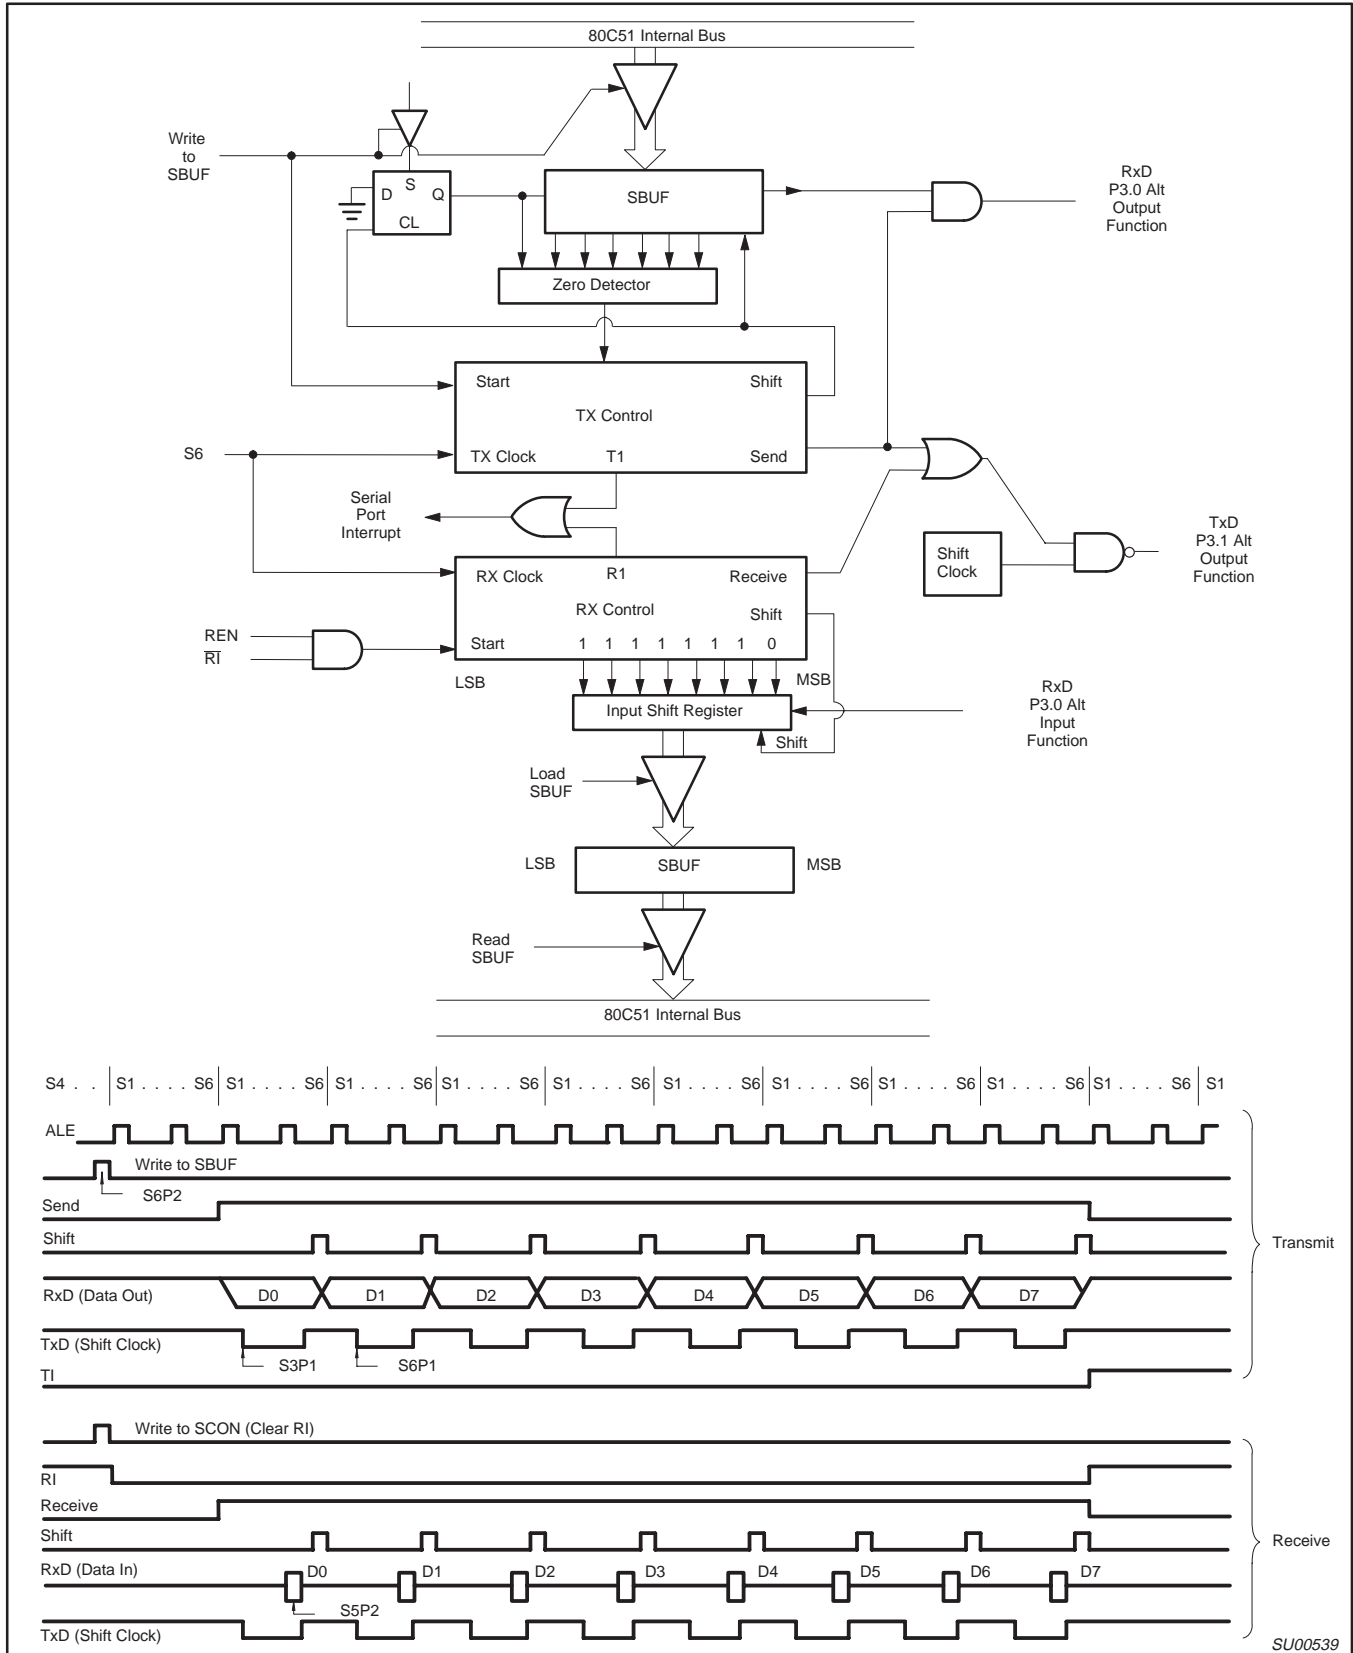 80C51 Internal Bus
Write
to
SBUF
D S Q
CL
SBUF
RxD
P3.0 Alt
Output
Function
Zero Detector
Start Shift
TX Control
S6
TX Clock T1 Send
Serial
Port
Interrupt
Shift
Clock
TxD
P3.1 Alt
Output
Function
RX Clock R1 Receive
RX Control Shift
REN
RI
Start 1 1 1 1 1 1 1 0
LSB MSB
Input Shift Register
RxD
P3.0 Alt
Input
Function
Shift
Load
SBUF
LSB SBUF MSB
Read
SBUF
80C51 Internal Bus
S4 . . S1 . . . . S6 S1 . . . . S6 S1 . . . . S6 S1 . . . . S6 S1 . . . . S6 S1 . . . . S6 S1 . . . . S6 S1 . . . . S6 S1 . . . . S6 S1 . . . . S6 S1
ALE
Write to SBUF
S6P2
Send
Shift
Transmit
RxD (Data Out) D0 D1 D2 D3 D4 D5 D6 D7
TxD (Shift Clock)
S3P1 S6P1
TI
Write to SCON (Clear RI)
RI
Receive
Shift
Receive
RxD (Data In) D0 D1 D2 D3 D4 D5 D6 D7
S5P2
TxD (Shift Clock)
SU00539